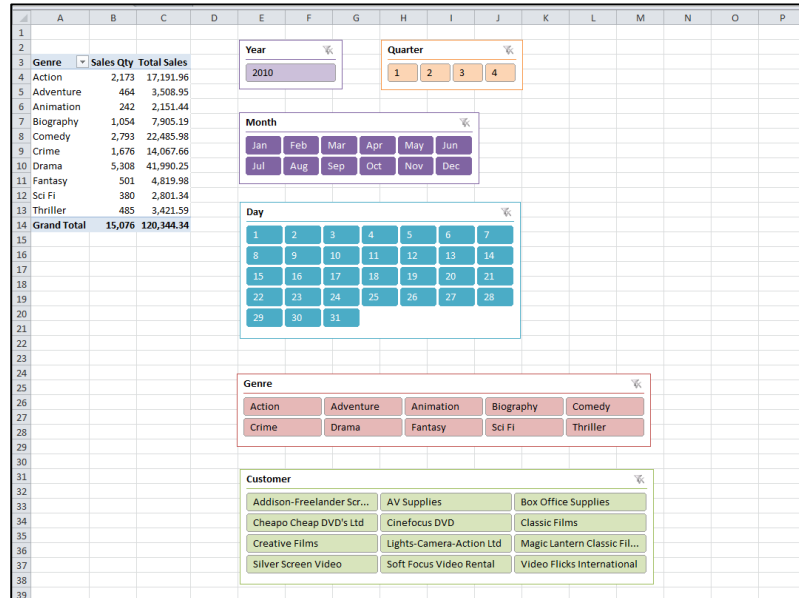 A B C D E F G H I J K L M N O P
1
2
3 Genre Sales Qty Total Sales
4 Action 2,173 17,191.96
5 Adventure 464 3,508.95
6 Animation 242 2,151.44
7 Biography 1,054 7,905.19
8 Comedy 2,793 22,485.98
9 Crime 1,676 14,067.66
10 Drama 5,308 41,990.25
11 Fantasy 501 4,819.98
12 Sci Fi 380 2,801.34
13 Thriller 485 3,421.59
14 Grand Total 15,076 120,344.34
15
16
17
18
19
20
21
22
23
24
25
26
27
28
29
30
31
32
33
34
35
36
37
38
39
Year
2010
Quarter
1 2 3 4
Month
Jan Feb Mar Apr May Jun
Jul Aug Sep Oct Nov Dec
Day
1 2 3 4 5 6 7
8 9 10 11 12 13 14
15 16 17 18 19 20 21
22 23 24 25 26 27 28
29 30 31
Genre
Action Adventure Animation Biography Comedy
Crime Drama Fantasy Sci Fi Thriller
Customer
Addison-Freelander Scr... AV Supplies Box Office Supplies
Cheapo Cheap DVD's Ltd Cinefocus DVD Classic Films
Creative Films Lights-Camera-Action Ltd Magic Lantern Classic Fil...
Silver Screen Video Soft Focus Video Rental Video Flicks International